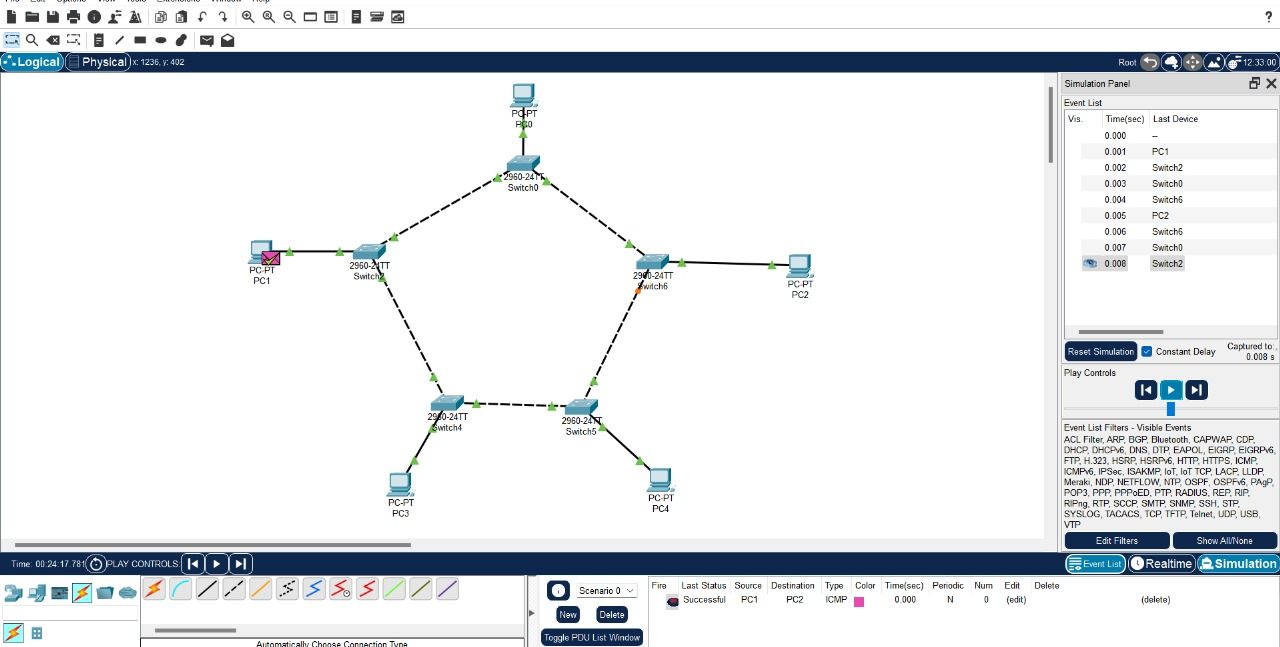 Logical
Physical
x: 1236, y: 402
Root
12:33:00
PC-PT
PC0
2960-24TT
Switch0
PC-PT
PC1
2960-24TT
2960-24TT
Switch6
PC-PT
PC2
2960-24TT
Switch4
2960-24TT
Switch5
PC-PT
PC3
PC-PT
PC4
Simulation Panel
Event List
Vis. Time(sec) Last Device
0.000 --
0.001 PC1
0.002 Switch2
0.003 Switch0
0.004 Switch6
0.005 PC2
0.006 Switch6
0.007 Switch0
0.008 Switch2
Reset Simulation
Constant Delay
Captured to:
0.008 s
Play Controls
Event List Filters - Visible Events
ACL Filter, ARP, BGP, Bluetooth, CAPWAP, CDP,
DHCP, DHCPv6, DNS, DTP, EAPOL, EIGRP, EIGRPv6,
FTP, H.323, HSRP, HSRPv6, HTTP, HTTPS, ICMP,
ICMPv6, IPSec, ISAKMP, IoT, IoT TCP, LACP, LLDP,
Meraki, NDP, NETFLOW, NTP, OSPF, OSPFv6, PAgP,
POP3, PPP, PPPoED, PTP, RADIUS, REP, RIP,
RIPng, RTP, SCCP, SMTP, SNMP, SSH, STP,
SYSLOG, TACACS, TCP, TFTP, Telnet, UDP, USB,
VTP
Edit Filters
Show All/None
Time: 00:24:17.781
PLAY CONTROLS:
Event List
Realtime
Simulation
Scenario 0
New
Delete
Toggle PDU List Window
Fire Last Status Source Destination Type Color Time(sec) Periodic Num Edit Delete
Successful PC1 PC2 ICMP 0.000 N 0 (edit) (delete)
Automatically Choose Connection Type